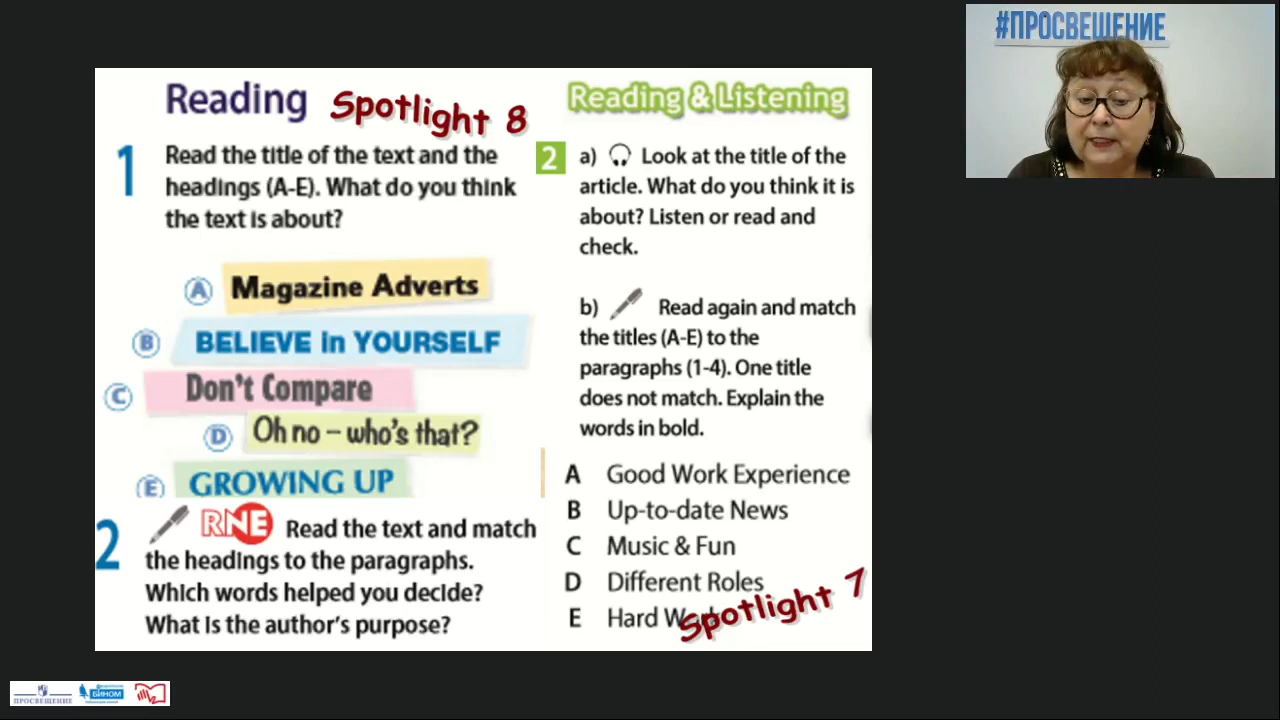 #ПРОСВЕЩЕНИЕ
Reading
Spotlight 8
1
Read the title of the text and the
headings (A-E). What do you think
the text is about?
A Magazine Adverts
B BELIEVE in YOURSELF
C Don't Compare
D Oh no – who's that?
E GROWING UP
2 RNE Read the text and match
the headings to the paragraphs.
Which words helped you decide?
What is the author's purpose?
Reading & Listening
2 a) Look at the title of the
article. What do you think it is
about? Listen or read and
check.
b) Read again and match
the titles (A-E) to the
paragraphs (1-4). One title
does not match. Explain the
words in bold.
A Good Work Experience
B Up-to-date News
C Music & Fun
D Different Roles
E Hard
Spotlight 7
ПРОСВЕЩЕНИЕ
БИНОМ